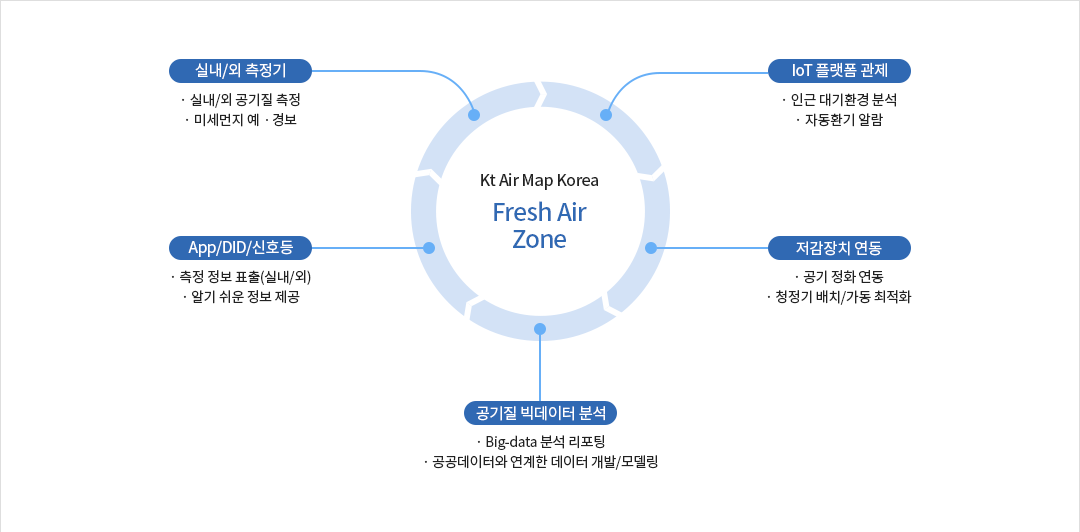 실내/외 측정기
· 실내/외 공기질 측정
· 미세먼지 예 · 경보
IoT 플랫폼 관제
· 인근 대기환경 분석
· 자동환기 알람
Kt Air Map Korea
Fresh Air
Zone
App/DID/신호등
· 측정 정보 표출(실내/외)
· 알기 쉬운 정보 제공
저감장치 연동
· 공기 정화 연동
· 청정기 배치/가동 최적화
공기질 빅데이터 분석
· Big-data 분석 리포팅
· 공공데이터와 연계한 데이터 개발/모델링